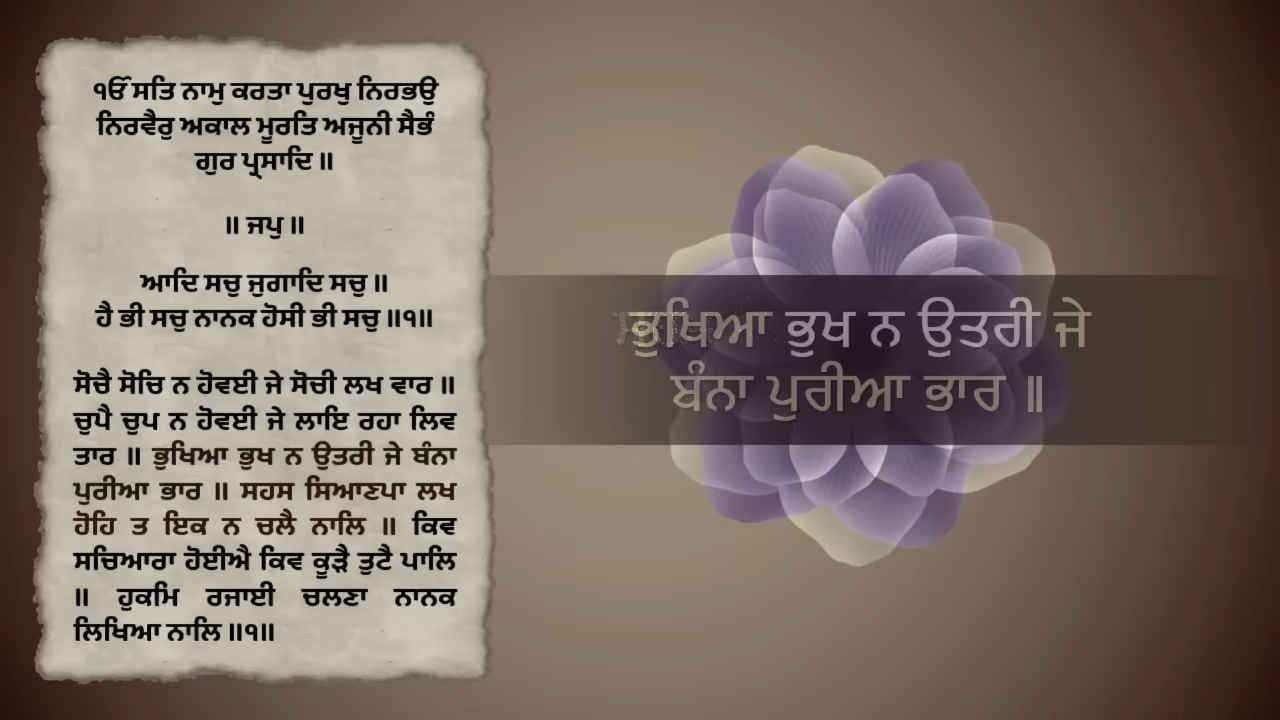 ੴ ਸਤਿ ਨਾਮੁ ਕਰਤਾ ਪੁਰਖੁ ਨਿਰਭਉ
ਨਿਰਵੈਰੁ ਅਕਾਲ ਮੂਰਤਿ ਅਜੂਨੀ ਸੈਭੰ
ਗੁਰ ਪ੍ਰਸਾਦਿ ॥
॥ ਜਪੁ ॥
ਆਦਿ ਸਚੁ ਜੁਗਾਦਿ ਸਚੁ ॥
ਹੈ ਭੀ ਸਚੁ ਨਾਨਕ ਹੋਸੀ ਭੀ ਸਚੁ ॥੧॥
ਸੋਚੈ ਸੋਚਿ ਨ ਹੋਵਈ ਜੇ ਸੋਚੀ ਲਖ ਵਾਰ ॥
ਚੁਪੈ ਚੁਪ ਨ ਹੋਵਈ ਜੇ ਲਾਇ ਰਹਾ ਲਿਵ
ਤਾਰ ॥ ਭੁਖਿਆ ਭੁਖ ਨ ਉਤਰੀ ਜੇ ਬੰਨਾ
ਪੁਰੀਆ ਭਾਰ ॥ ਸਹਸ ਸਿਆਣਪਾ ਲਖ
ਹੋਹਿ ਤ ਇਕ ਨ ਚਲੈ ਨਾਲਿ ॥ ਕਿਵ
ਸਚਿਆਰਾ ਹੋਈਐ ਕਿਵ ਕੂੜੈ ਤੁਟੈ ਪਾਲਿ
॥ ਹੁਕਮਿ ਰਜਾਈ ਚਲਣਾ ਨਾਨਕ
ਲਿਖਿਆ ਨਾਲਿ ॥੧॥
ਭੁਖਿਆ ਭੁਖ ਨ ਉਤਰੀ ਜੇ
ਬੰਨਾ ਪੁਰੀਆ ਭਾਰ ॥